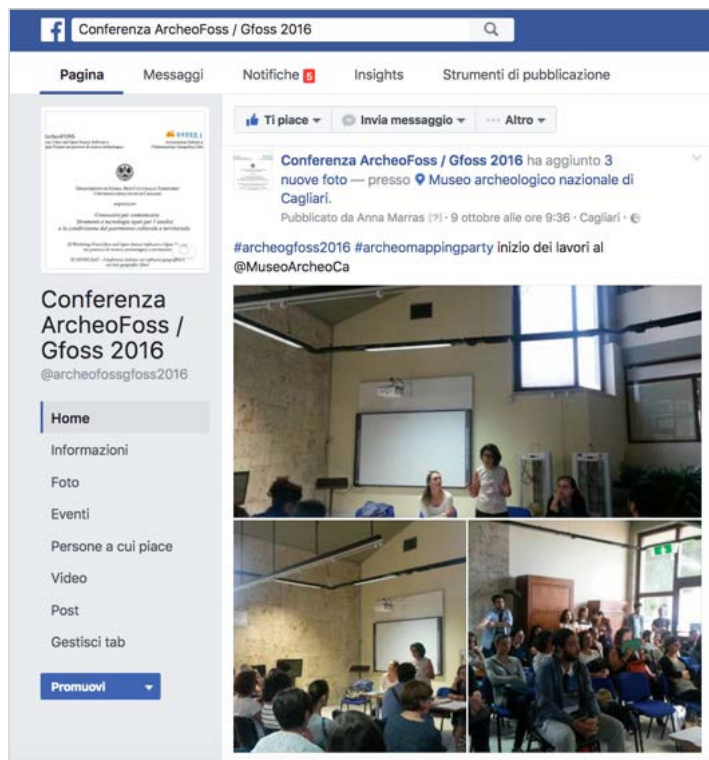 Conferenza ArcheoFoss / Gfoss 2016
Pagina
Messaggi
Notifiche 5
Insights
Strumenti di pubblicazione
Ti piace
Invia messaggio
Altro
Conferenza ArcheoFoss / Gfoss 2016 ha aggiunto 3
nuove foto — presso Museo archeologico nazionale di
Cagliari.
Pubblicato da Anna Marras [?] · 9 ottobre alle ore 9:36 · Cagliari ·
#archeogfoss2016 #archeomappingparty inizio dei lavori al
@MuseoArcheoCa
Conferenza
ArcheoFoss /
Gfoss 2016
@archeofossgfoss2016
Home
Informazioni
Foto
Eventi
Persone a cui piace
Video
Post
Gestisci tab
Promuovi